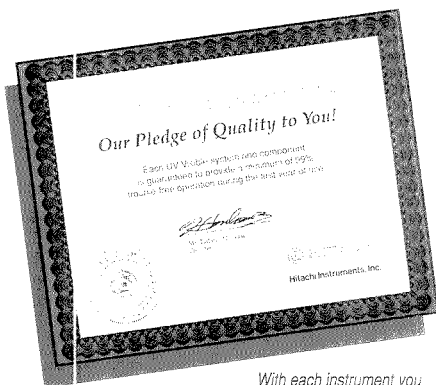 Our Pledge of Quality to You!
Each UV Visible system and component
is guaranteed to provide a minimum of 99%
trouble-free operation during the first year of use
Hitachi Instruments, Inc.
With each instrument you